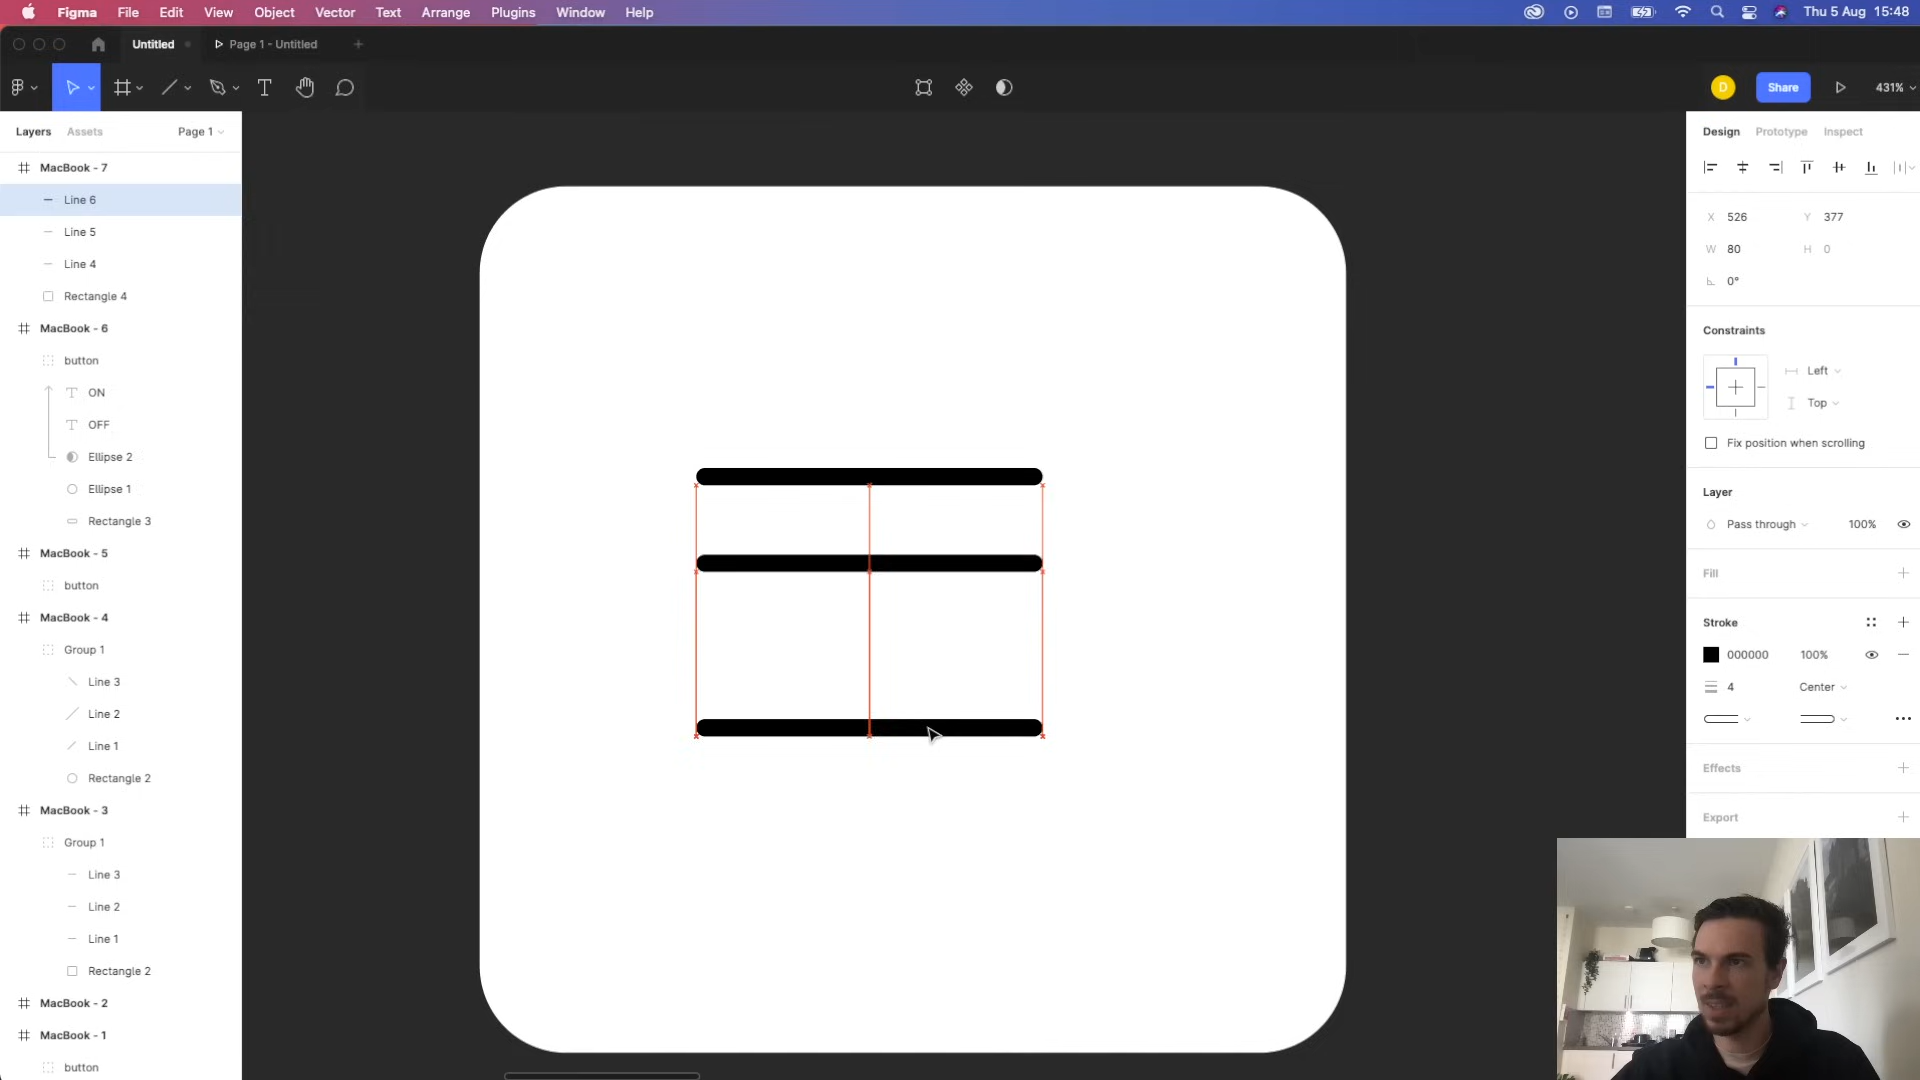 Figma File Edit View Object Vector Text Arrange Plugins Window Help Thu 5 Aug 15:48
Untitled Page 1 - Untitled
D Share 431%
Layers Assets Page 1 Design Prototype Inspect
MacBook - 7
Line 6
Line 5
Line 4
Rectangle 4
MacBook - 6
button
ON
OFF
Ellipse 2
Ellipse 1
Rectangle 3
MacBook - 5
button
MacBook - 4
Group 1
Line 3
Line 2
Line 1
Rectangle 2
MacBook - 3
Group 1
Line 3
Line 2
Line 1
Rectangle 2
MacBook - 2
MacBook - 1
button
X 526 Y 377
W 80 H 0
0°
Constraints
Left
Top
Fix position when scrolling
Layer
Pass through 100%
Fill
Stroke
000000 100%
4 Center
Effects
Export